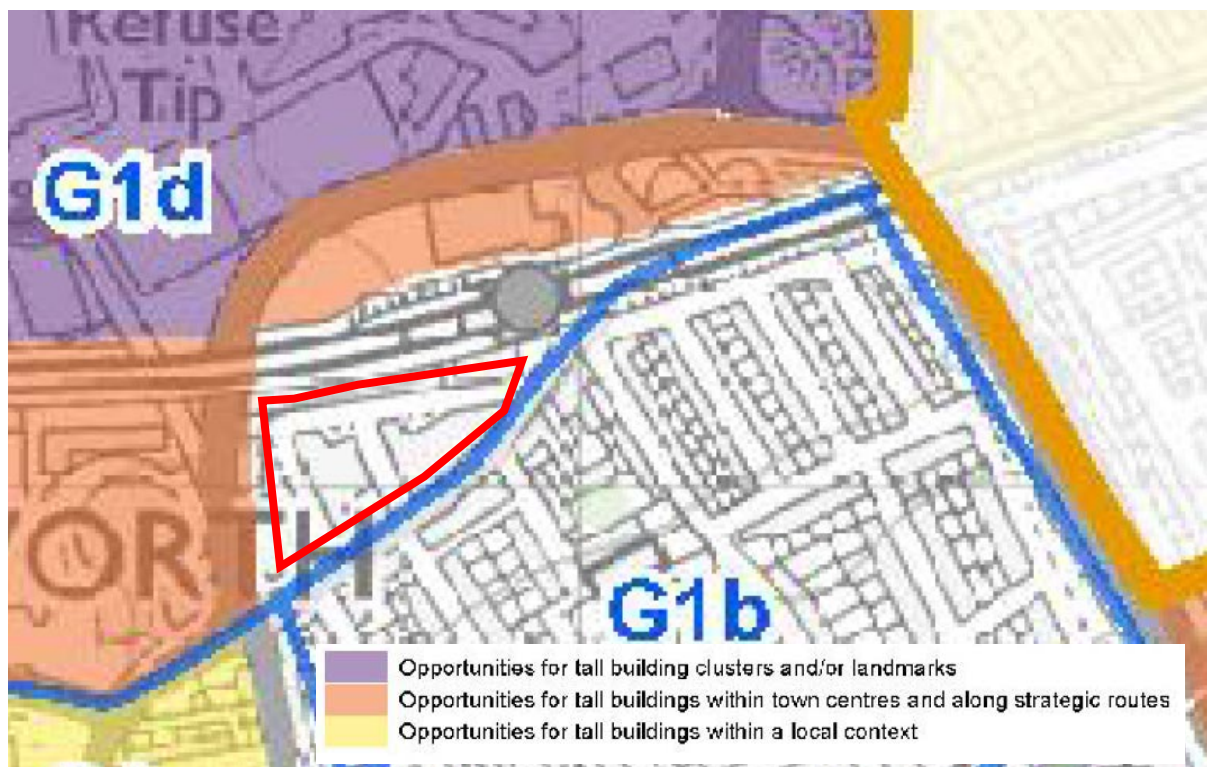 Refuse
Tip
G1d
ORTH
G1b
Opportunities for tall building clusters and/or landmarks
Opportunities for tall buildings within town centres and along strategic routes
Opportunities for tall buildings within a local context